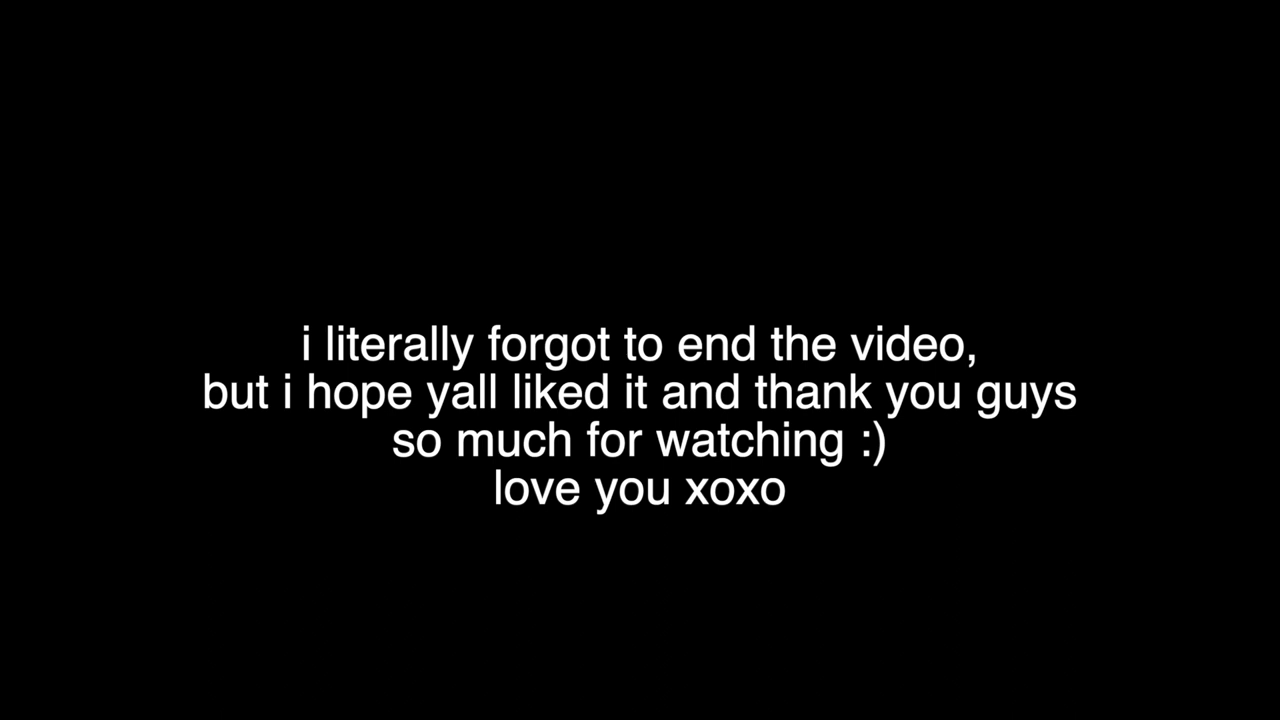 i literally forgot to end the video,
but i hope yall liked it and thank you guys
so much for watching :)
love you xoxo